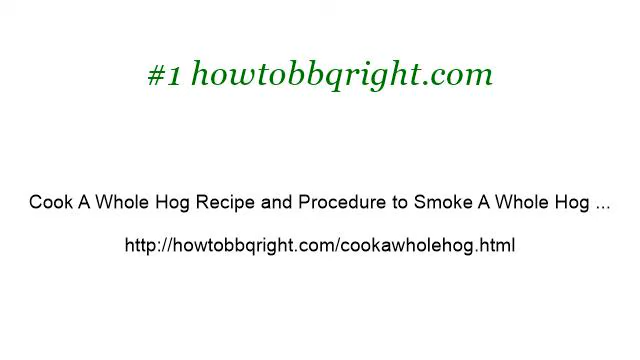 #1 howtobbqright.com
Cook A Whole Hog Recipe and Procedure to Smoke A Whole Hog ...
http://howtobbqright.com/cookawholehog.html